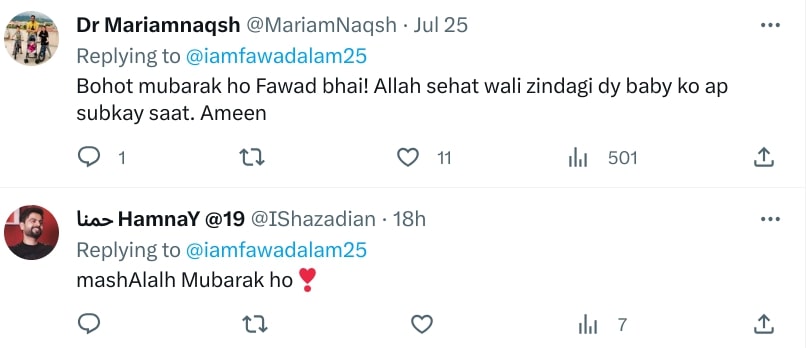 Dr Mariamnaqsh @MariamNaqsh · Jul 25
Replying to @iamfawadalam25
Bohot mubarak ho Fawad bhai! Allah sehat wali zindagi dy baby ko ap
subkay saat. Ameen
1 11 501
حمنا HamnaY @19 @IShazadian · 18h
Replying to @iamfawadalam25
mashAlalh Mubarak ho❣️
7